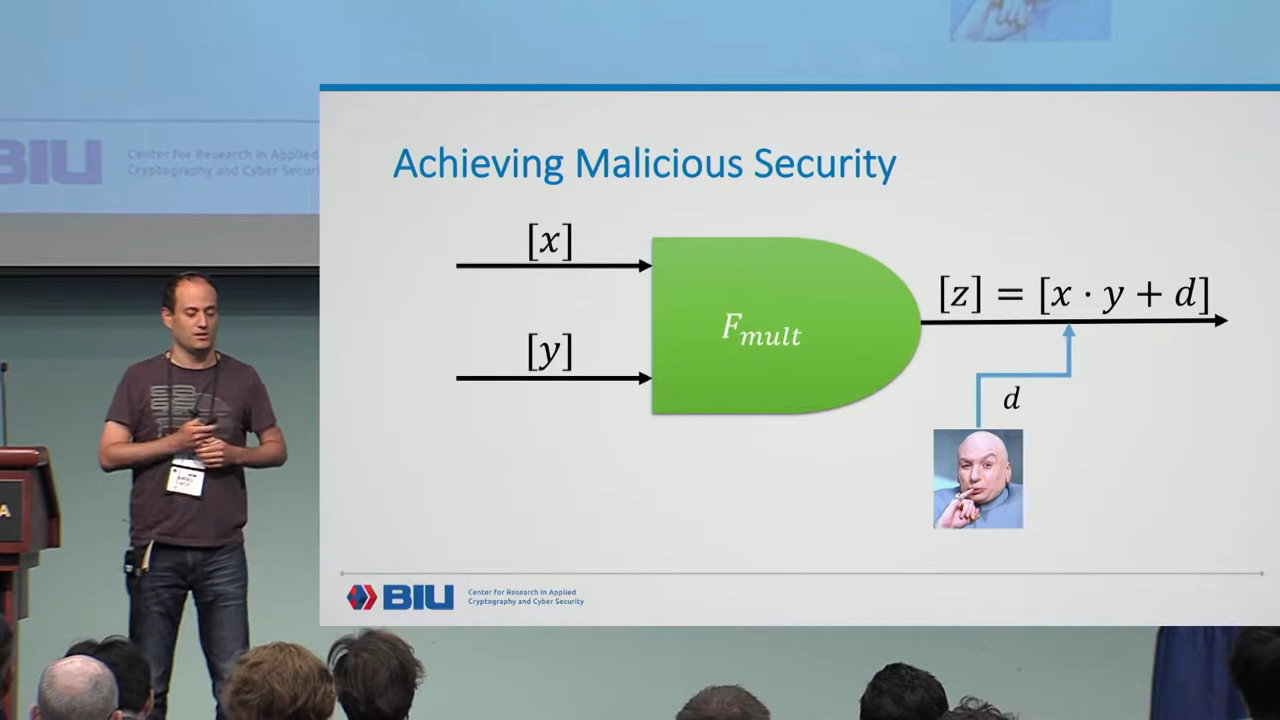 BIU
Center for Research in Applied
Cryptography and Cyber Securi
Achieving Malicious Security
[x]
[y]
F_mult
[z] = [x · y + d]
d
A
BIU
Center for Research in Applied
Cryptography and Cyber Security